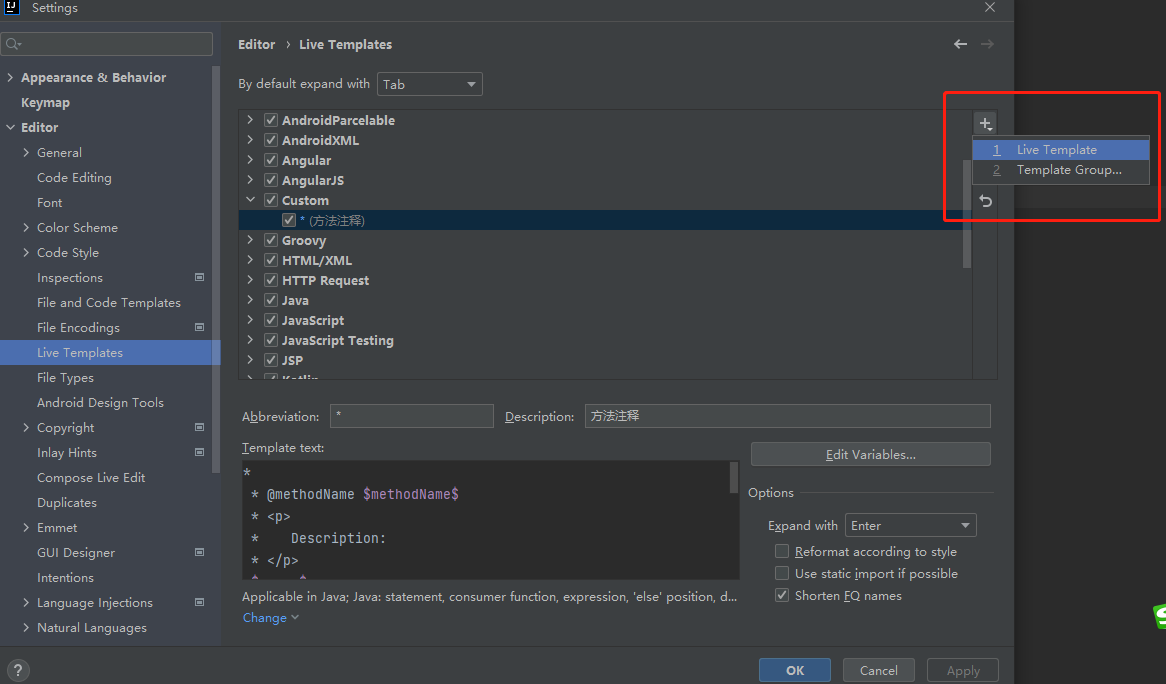 IJ Settings
Editor › Live Templates
By default expand with Tab
Appearance & Behavior
Keymap
Editor
General
Code Editing
Font
Color Scheme
Code Style
Inspections
File and Code Templates
File Encodings
Live Templates
File Types
Android Design Tools
Copyright
Inlay Hints
Compose Live Edit
Duplicates
Emmet
GUI Designer
Intentions
Language Injections
Natural Languages
AndroidParcelable
AndroidXML
Angular
AngularJS
Custom
* (方法注释)
Groovy
HTML/XML
HTTP Request
Java
JavaScript
JavaScript Testing
JSP
Kotlin
1 Live Template
2 Template Group...
Abbreviation: *
Description: 方法注释
Template text:
*
* @methodName $methodName$
* <p>
* Description:
* </p>
Applicable in Java; Java: statement, consumer function, expression, 'else' position, d...
Change
Edit Variables...
Options
Expand with Enter
Reformat according to style
Use static import if possible
Shorten FQ names
?
OK
Cancel
Apply